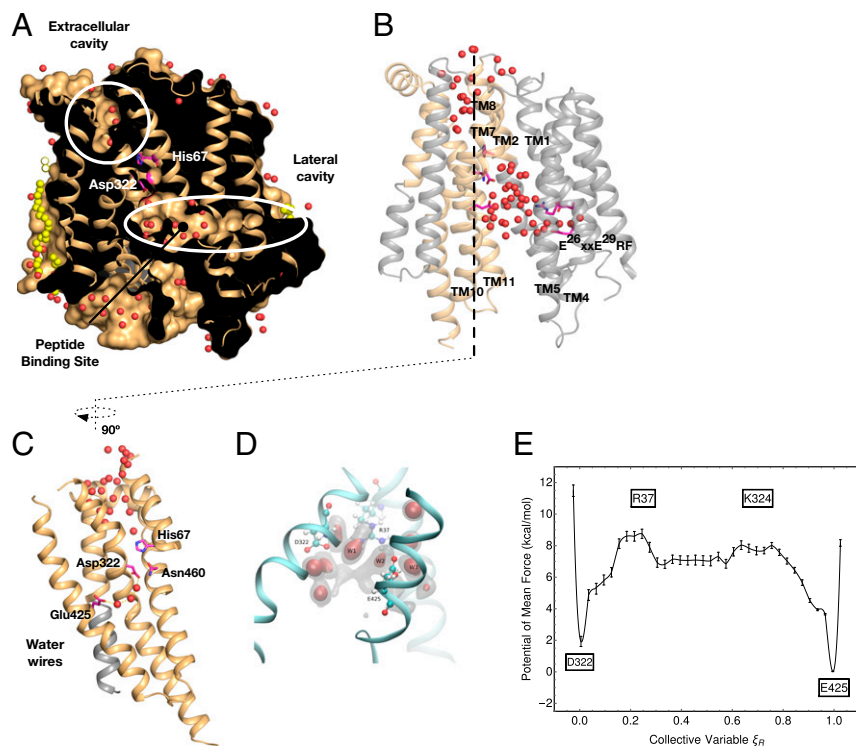 A
Extracellular
cavity
His67
Asp322
Lateral
cavity
Peptide
Binding Site
B
TM8
TM7
TM2
TM1
E26xxE29RF
TM11
TM10
TM5
TM4
90º
C
His67
Asp322
Asn460
Glu425
Water
wires
D
D322
R37
W1
W2
W3
E425
E
Potential of Mean Force (kcal/mol)
12
10
8
6
4
2
0
−2
R37
K324
D322
E425
0.0 0.2 0.4 0.6 0.8 1.0
Collective Variable ξR